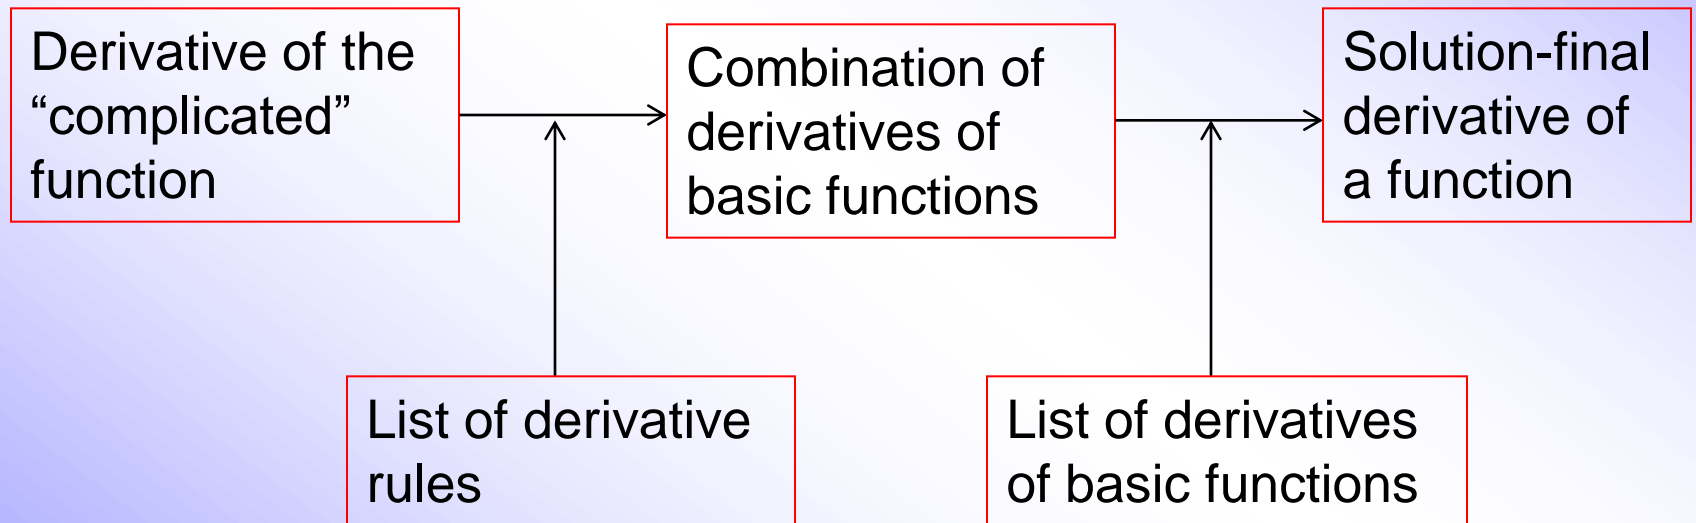 Derivative of the
“complicated”
function
Combination of
derivatives of
basic functions
Solution-final
derivative of
a function
List of derivative
rules
List of derivatives
of basic functions